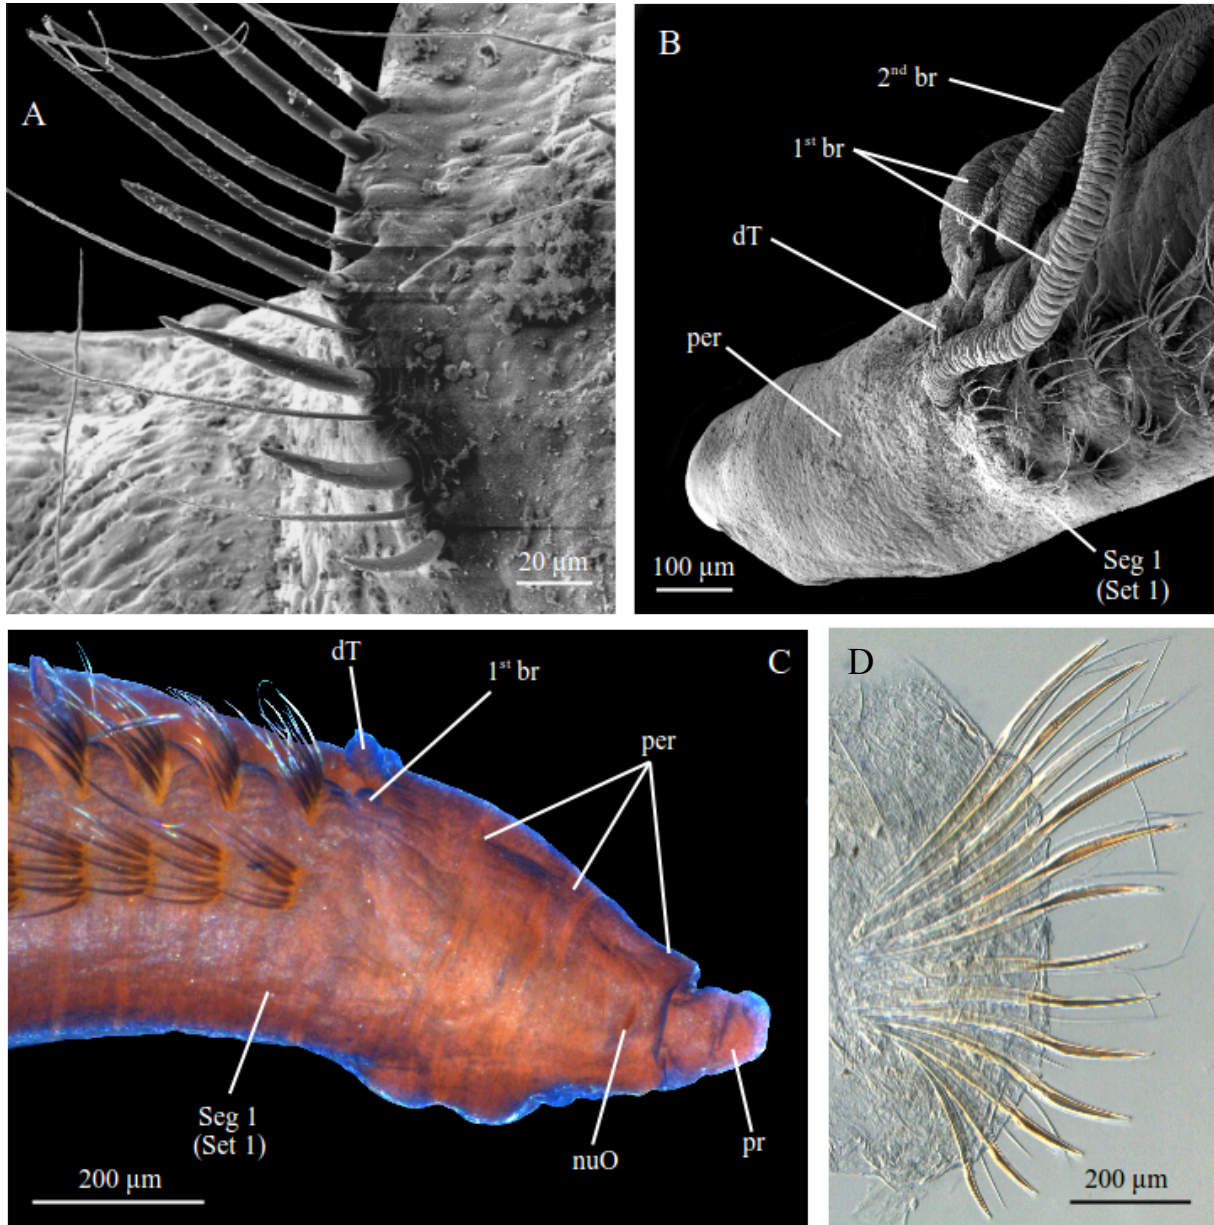 A
20 µm
B
2nd br
1st br
dT
per
100 µm
Seg 1
(Set 1)
C
dT
1st br
per
Seg 1
(Set 1)
nuO
pr
200 µm
D
200 µm